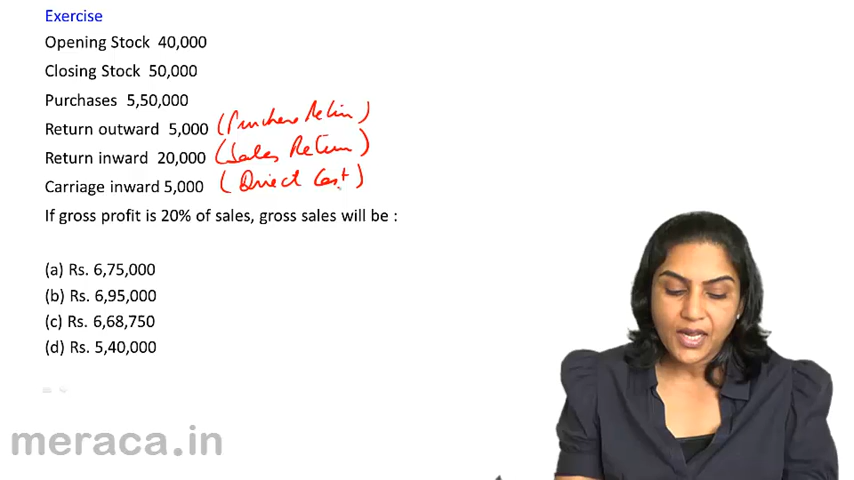 Exercise
Opening Stock 40,000
Closing Stock 50,000
Purchases 5,50,000
Return outward 5,000 (Purchase Return)
Return inward 20,000 (Sales Return)
Carriage inward 5,000 (Direct Cost)
If gross profit is 20% of sales, gross sales will be :
(a) Rs. 6,75,000
(b) Rs. 6,95,000
(c) Rs. 6,68,750
(d) Rs. 5,40,000
meraca.in